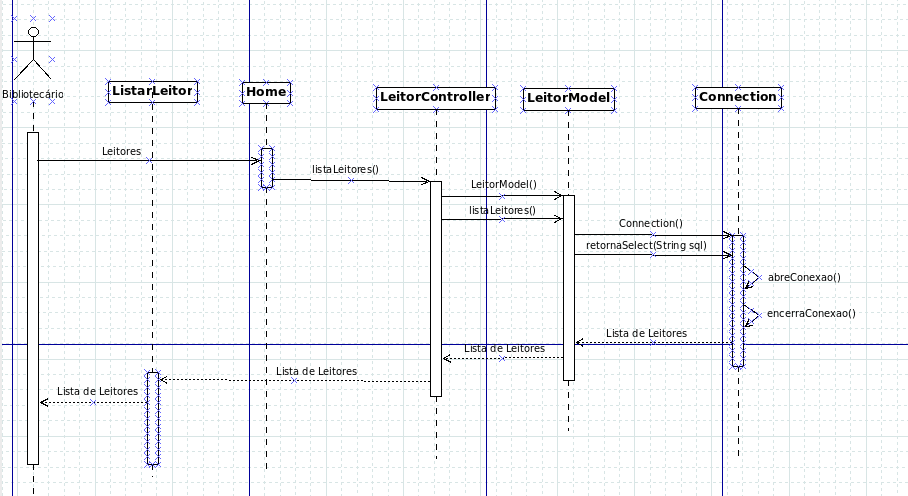 Bibliotecário
ListarLeitor
Home
LeitorController
LeitorModel
Connection
Leitores
listaLeitores()
LeitorModel()
listaLeitores()
Connection()
retornaSelect(String sql)
abreConexao()
encerraConexao()
Lista de Leitores
Lista de Leitores
Lista de Leitores
Lista de Leitores